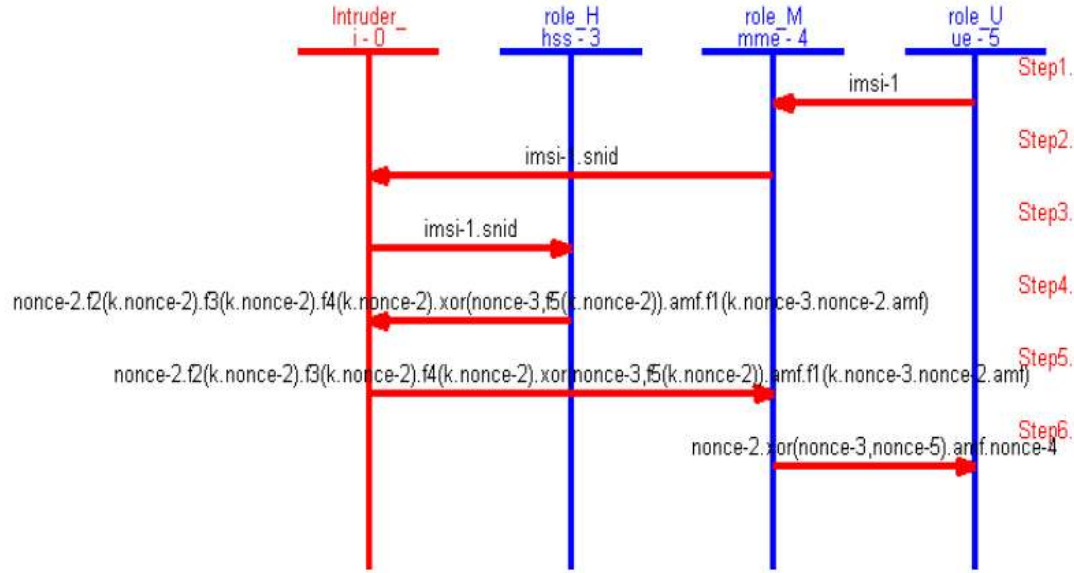 Intruder_ role_H role_M role_U
i - 0 hss - 3 mme - 4 ue - 5
Step1.
imsi-1
Step2.
imsi-1.snid
Step3.
imsi-1.snid
Step4.
nonce-2.f2(k.nonce-2).f3(k.nonce-2).f4(k.nonce-2).xor(nonce-3,f5(k.nonce-2)).amf.f1(k.nonce-3.nonce-2.amf)
Step5.
nonce-2.f2(k.nonce-2).f3(k.nonce-2).f4(k.nonce-2).xor(nonce-3,f5(k.nonce-2)).amf.f1(k.nonce-3.nonce-2.amf)
Step6.
nonce-2.xor(nonce-3,nonce-5).amf.nonce-4